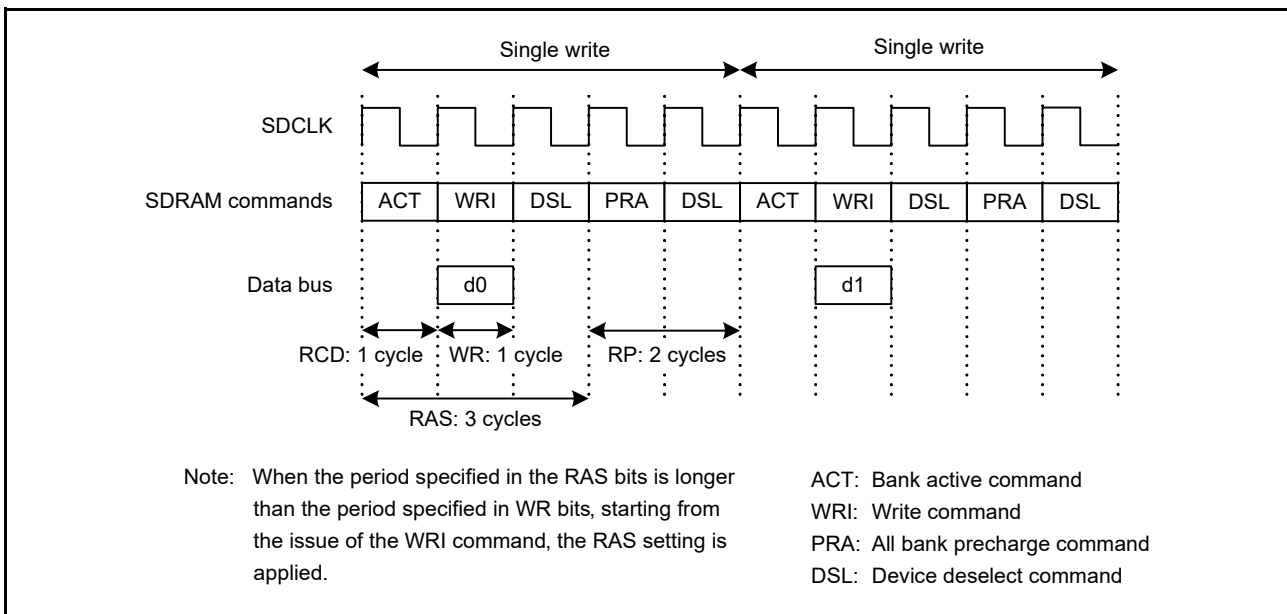 Single write
Single write
SDCLK
SDRAM commands
ACT WRI DSL PRA DSL ACT WRI DSL PRA DSL
Data bus
d0
d1
RCD: 1 cycle
WR: 1 cycle
RP: 2 cycles
RAS: 3 cycles
Note: When the period specified in the RAS bits is longer
than the period specified in WR bits, starting from
the issue of the WRI command, the RAS setting is
applied.
ACT: Bank active command
WRI: Write command
PRA: All bank precharge command
DSL: Device deselect command